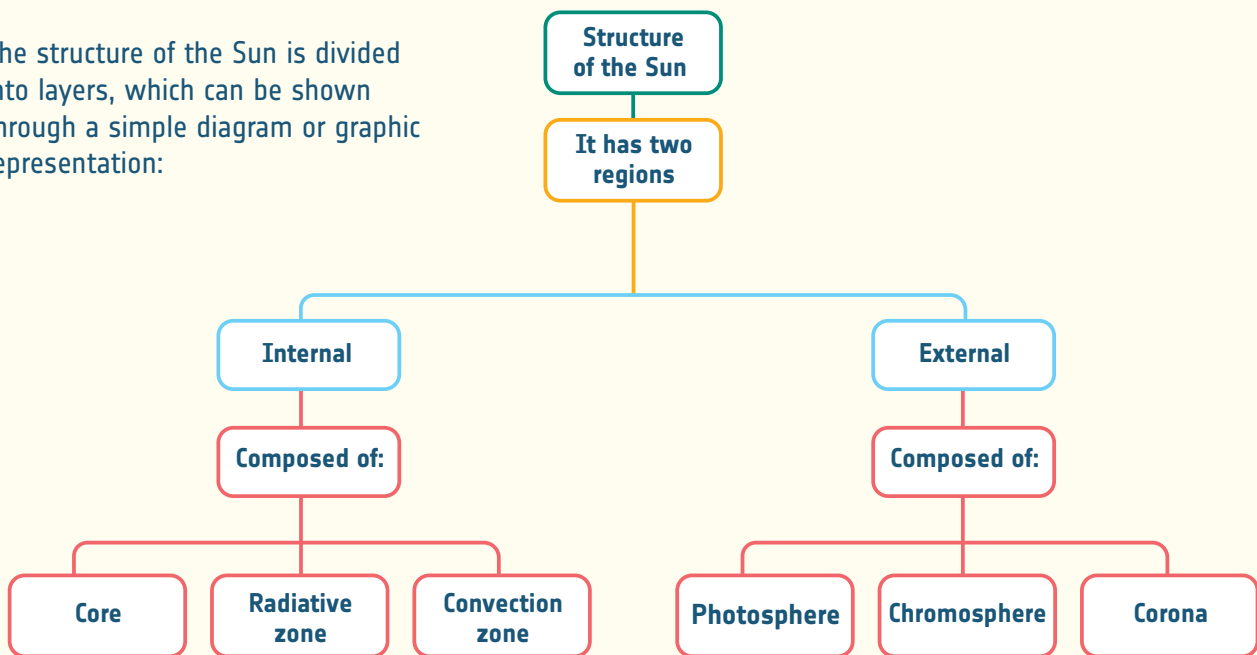 he structure of the Sun is divided
nto layers, which can be shown
hrough a simple diagram or graphic
epresentation:
Structure
of the Sun
It has two
regions
Internal
External
Composed of:
Composed of:
Core
Radiative
zone
Convection
zone
Photosphere
Chromosphere
Corona